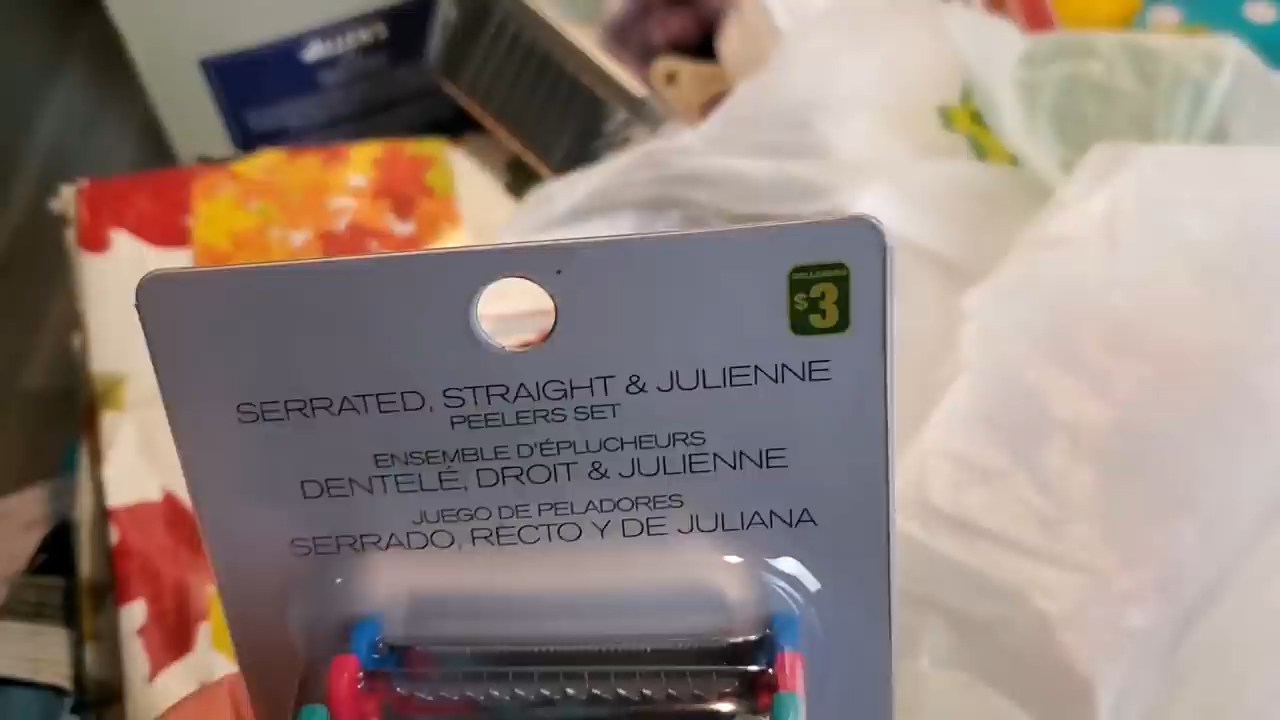 $3
SERRATED, STRAIGHT & JULIENNE
PEELERS SET
ENSEMBLE D'ÉPLUCHEURS
DENTELÉ, DROIT & JULIENNE
JUEGO DE PELADORES
SERRADO, RECTO Y DE JULIANA